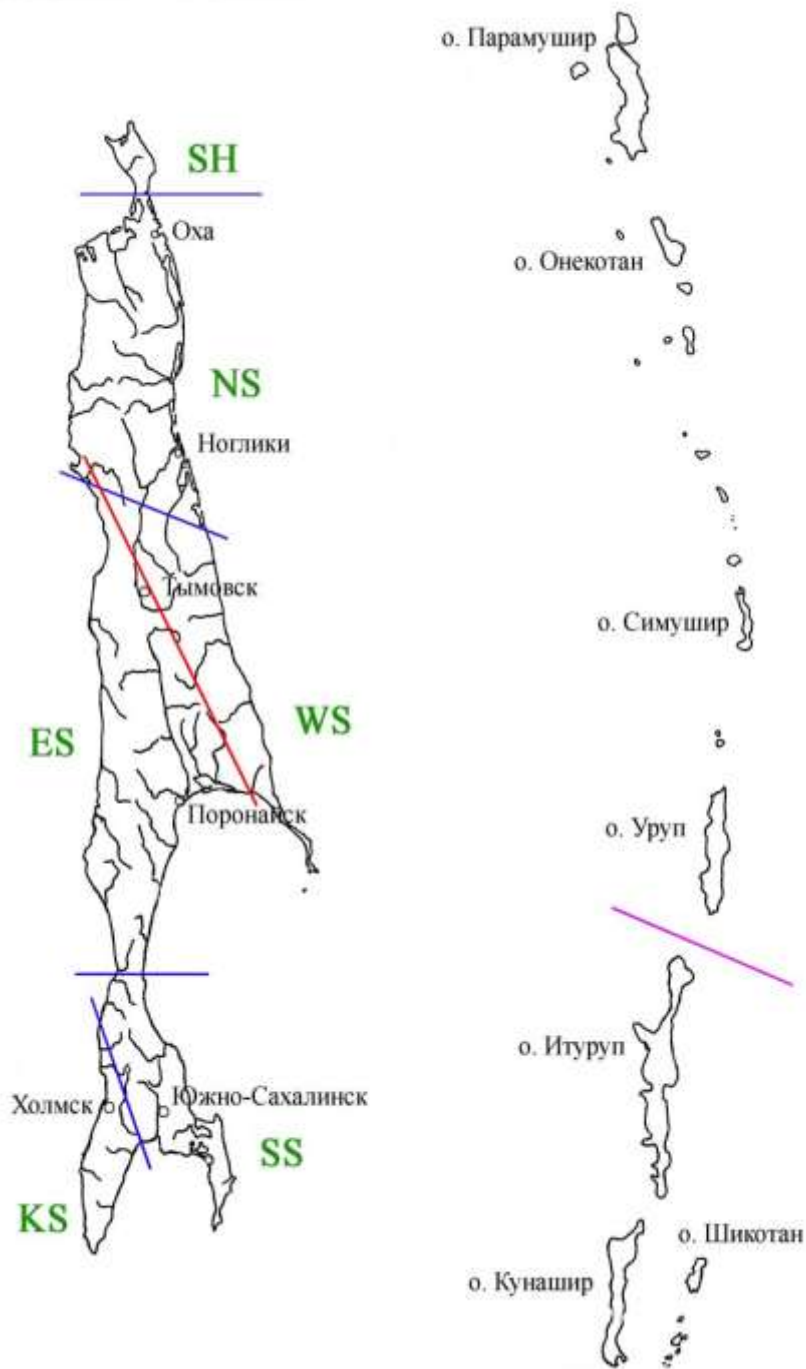 о. Парамушир
SH
Оха
о. Онекотан
NS
Ноглики
Тымовск
о. Симушир
ES
WS
Поронайск
о. Уруп
о. Итуруп
Холмск
Южно-Сахалинск
SS
KS
о. Шикотан
о. Кунашир